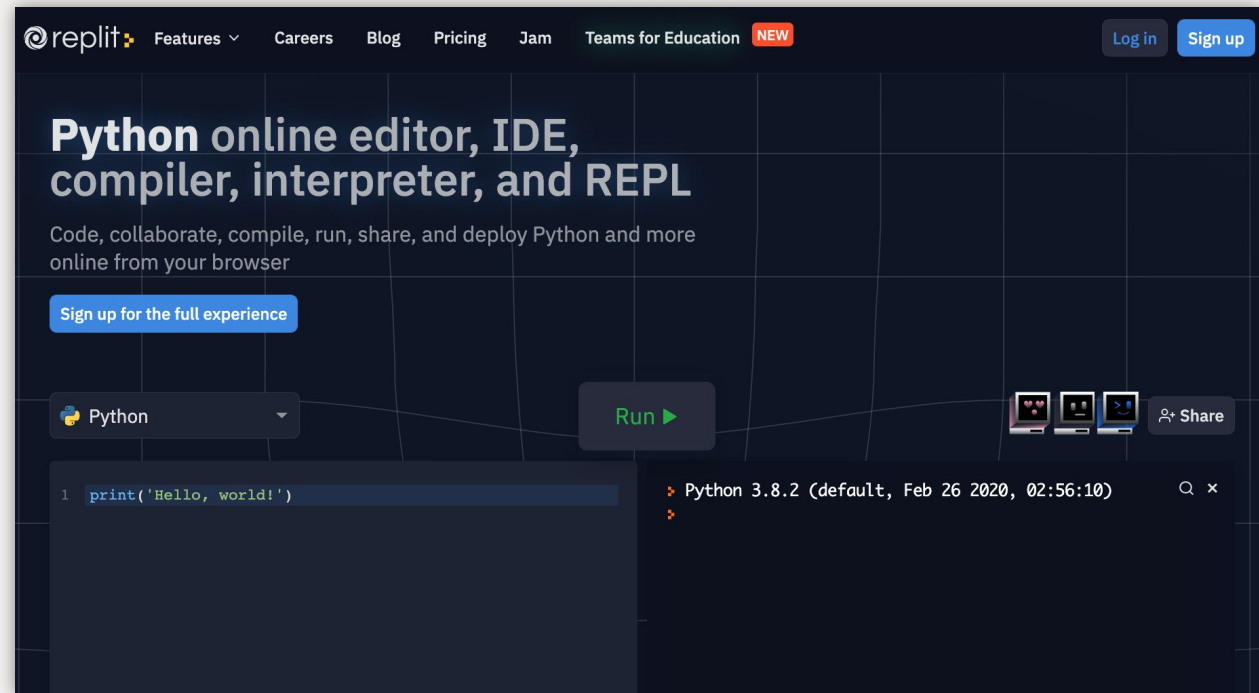 replit
Features Careers Blog Pricing Jam Teams for Education NEW Log in Sign up
Python online editor, IDE,
compiler, interpreter, and REPL
Code, collaborate, compile, run, share, and deploy Python and more
online from your browser
Sign up for the full experience
Python
Run
Share
1 print('Hello, world!')
Python 3.8.2 (default, Feb 26 2020, 02:56:10)